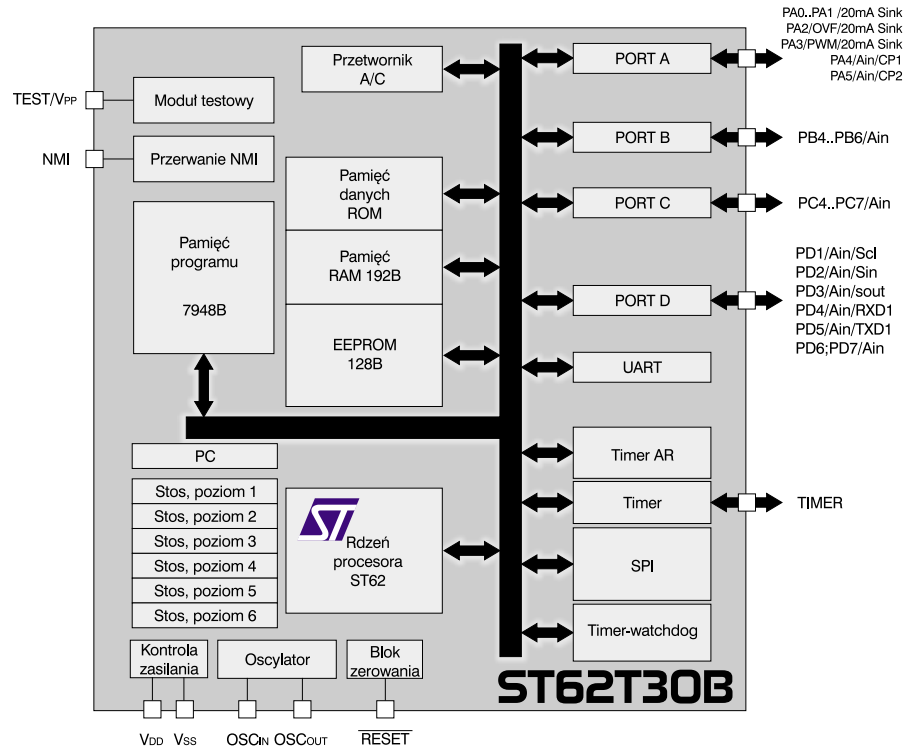 PA0..PA1 /20mA Sink
PA2/OVF/20mA Sink
PA3/PWM/20mA Sink
PA4/Ain/CP1
PA5/Ain/CP2
Przetwornik
A/C
PORT A
TEST/VPP
Moduł testowy
NMI
Przerwanie NMI
PORT B
PB4..PB6/Ain
Pamięć
danych
ROM
PORT C
PC4..PC7/Ain
Pamięć
programu
7948B
Pamięć
RAM 192B
PORT D
PD1/Ain/Scl
PD2/Ain/Sin
PD3/Ain/sout
PD4/Ain/RXD1
PD5/Ain/TXD1
PD6;PD7/Ain
EEPROM
128B
UART
PC
Timer AR
Stos, poziom 1
Stos, poziom 2
Stos, poziom 3
Stos, poziom 4
Stos, poziom 5
Stos, poziom 6
ST
Rdzeń
procesora
ST62
Timer
TIMER
SPI
Timer-watchdog
Kontrola
zasilania
Oscylator
Blok
zerowania
ST62T30B
VDD VSS OSCIN OSCOUT RESET